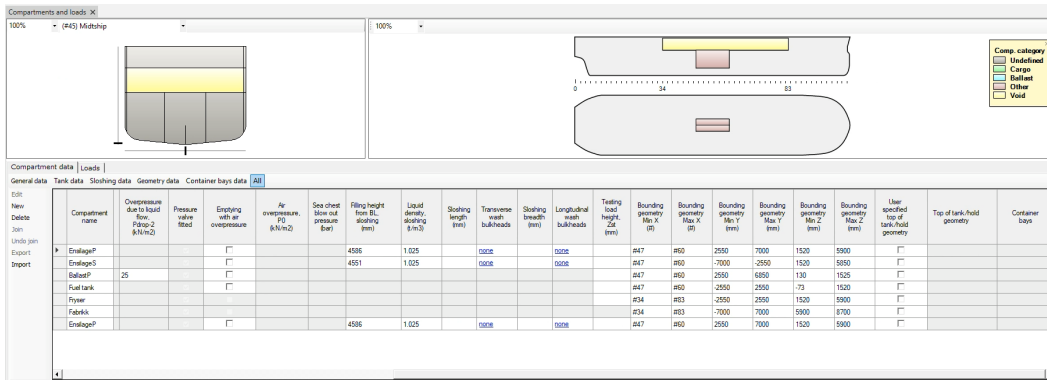 Compartments and loads ×
100% (#45) Midtship
100%
0 34 83
Comp. category
Undefined
Cargo
Ballast
Other
Void
Compartment data Loads
General data Tank data Sloshing data Geometry data Container bays data All
Edit
New
Delete
Join
Undo join
Export
Import
Compartment name Overpressure due to liquid flow, Pdrop-2 (kN/m2) Pressure valve fitted Emptying with air overpressure Air overpressure, P0 (kN/m2) Sea chest blow out pressure (bar) Filling height from BL, sloshing (mm) Liquid density, sloshing (t/m3) Sloshing length (mm) Transverse wash bulkheads Sloshing breadth (mm) Longitudinal wash bulkheads Testing load height, Zst (mm) Bounding geometry Min X (#) Bounding geometry Max X (#) Bounding geometry Min Y (mm) Bounding geometry Max Y (mm) Bounding geometry Min Z (mm) Bounding geometry Max Z (mm) User specified top of tank/hold geometry Top of tank/hold geometry Container bays
EnsilageP 4586 1.025 none none #47 #60 2550 7000 1520 5900
EnsilageS 4551 1.025 none none #47 #60 -7000 -2550 1520 5850
BallastP 25 #47 #60 2550 6850 130 1525
Fuel tank #47 #60 -2550 2550 -73 1520
Fryser #34 #83 -2550 2550 1520 5900
Fabrikk #34 #83 -7000 7000 5900 8700
EnsilageP 4586 1.025 none none #47 #60 2550 7000 1520 5900